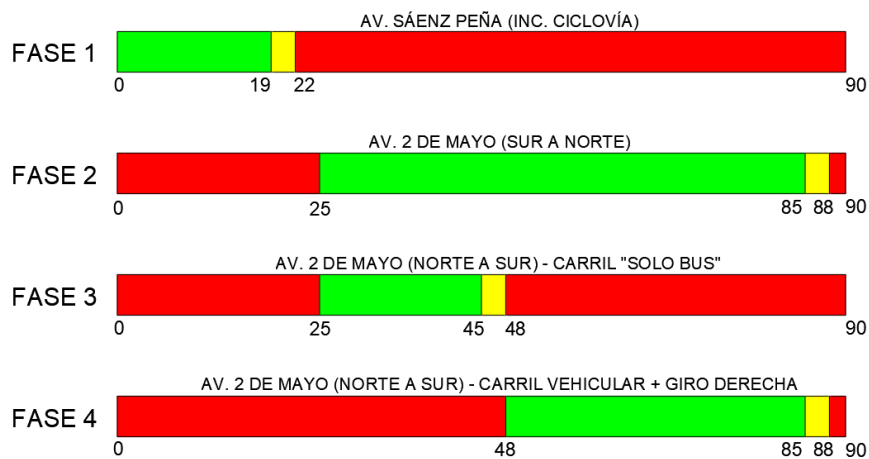 AV. SÁENZ PEÑA (INC. CICLOVÍA)
FASE 1
0 19 22 90
AV. 2 DE MAYO (SUR A NORTE)
FASE 2
0 25 85 88 90
AV. 2 DE MAYO (NORTE A SUR) - CARRIL "SOLO BUS"
FASE 3
0 25 45 48 90
AV. 2 DE MAYO (NORTE A SUR) - CARRIL VEHICULAR + GIRO DERECHA
FASE 4
0 48 85 88 90